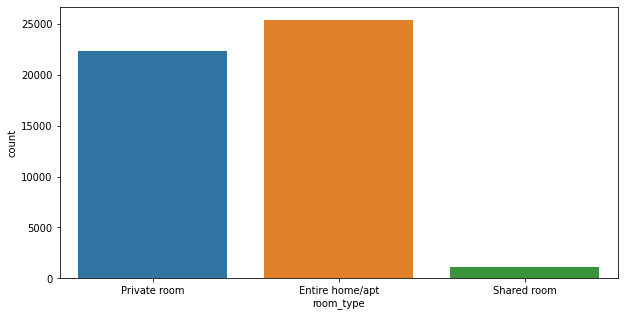 25000
20000
15000
10000
5000
0
count
Private room
Entire home/apt
Shared room
room_type